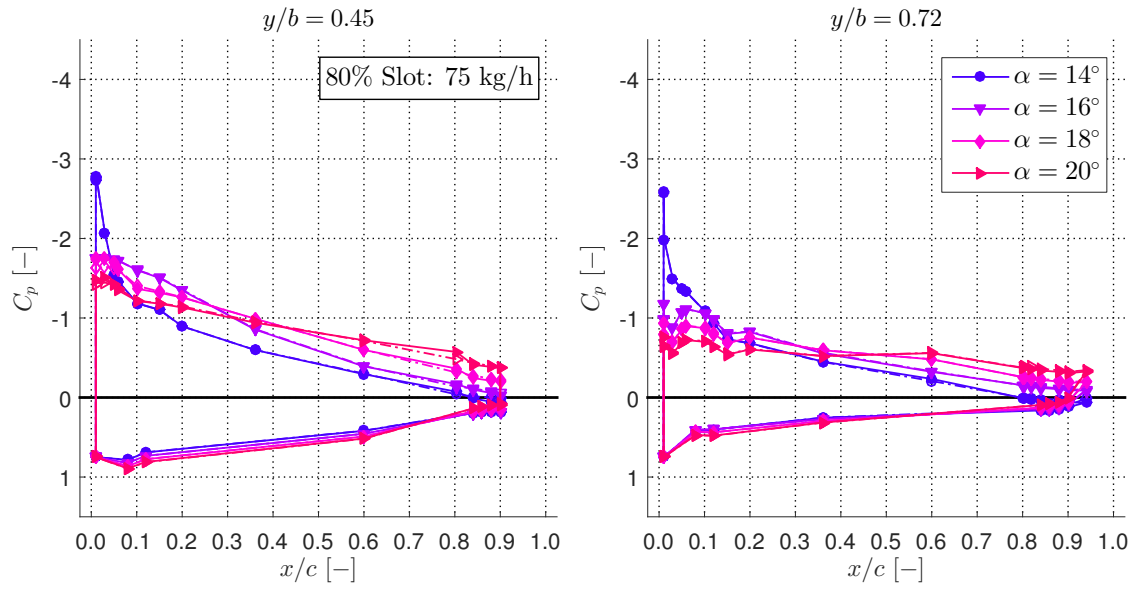 y/b = 0.45
80% Slot: 75 kg/h
-4
-3
-2
-1
0
1
C_p [−]
0.0 0.1 0.2 0.3 0.4 0.5 0.6 0.7 0.8 0.9 1.0
x/c [−]
y/b = 0.72
α = 14°
α = 16°
α = 18°
α = 20°
-4
-3
-2
-1
0
1
C_p [−]
0.0 0.1 0.2 0.3 0.4 0.5 0.6 0.7 0.8 0.9 1.0
x/c [−]